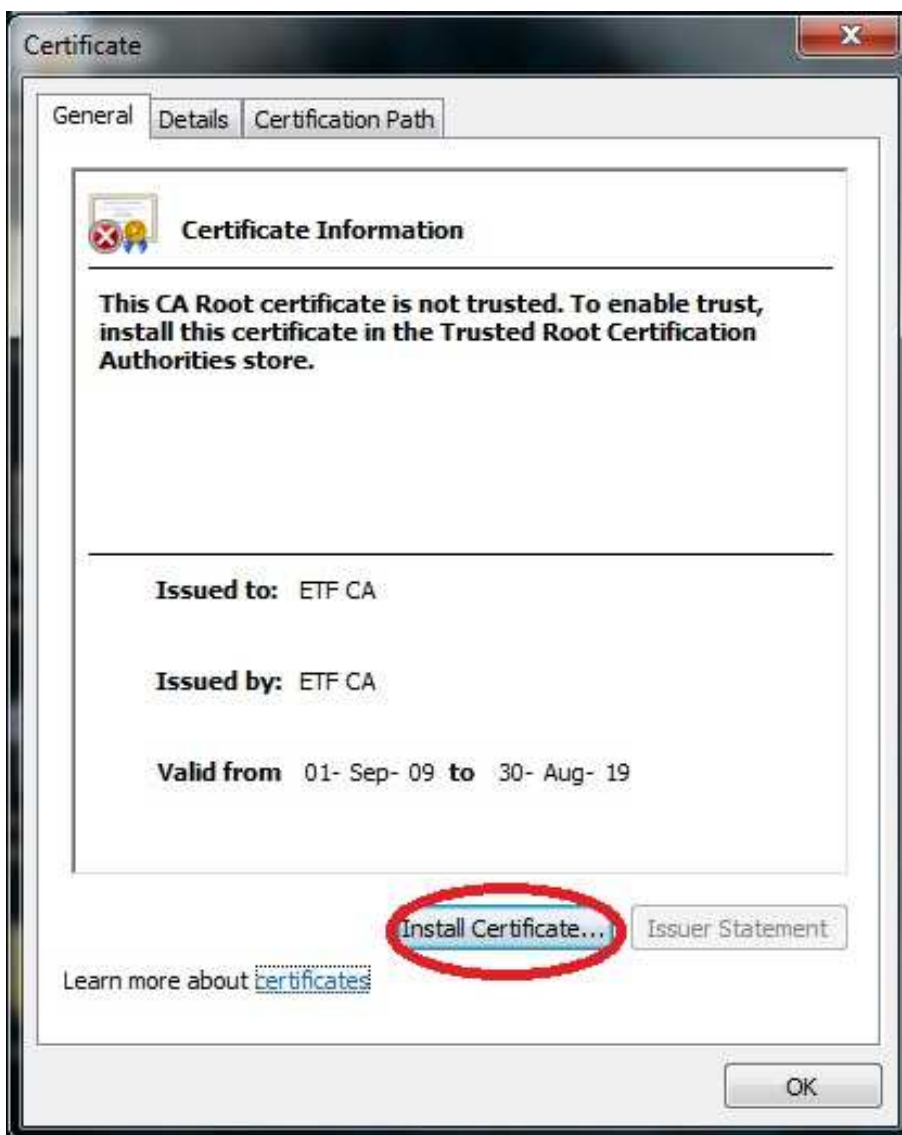 Certificate
General Details Certification Path
Certificate Information
This CA Root certificate is not trusted. To enable trust,
install this certificate in the Trusted Root Certification
Authorities store.
Issued to: ETF CA
Issued by: ETF CA
Valid from 01- Sep- 09 to 30- Aug- 19
Install Certificate... Issuer Statement
Learn more about certificates
OK